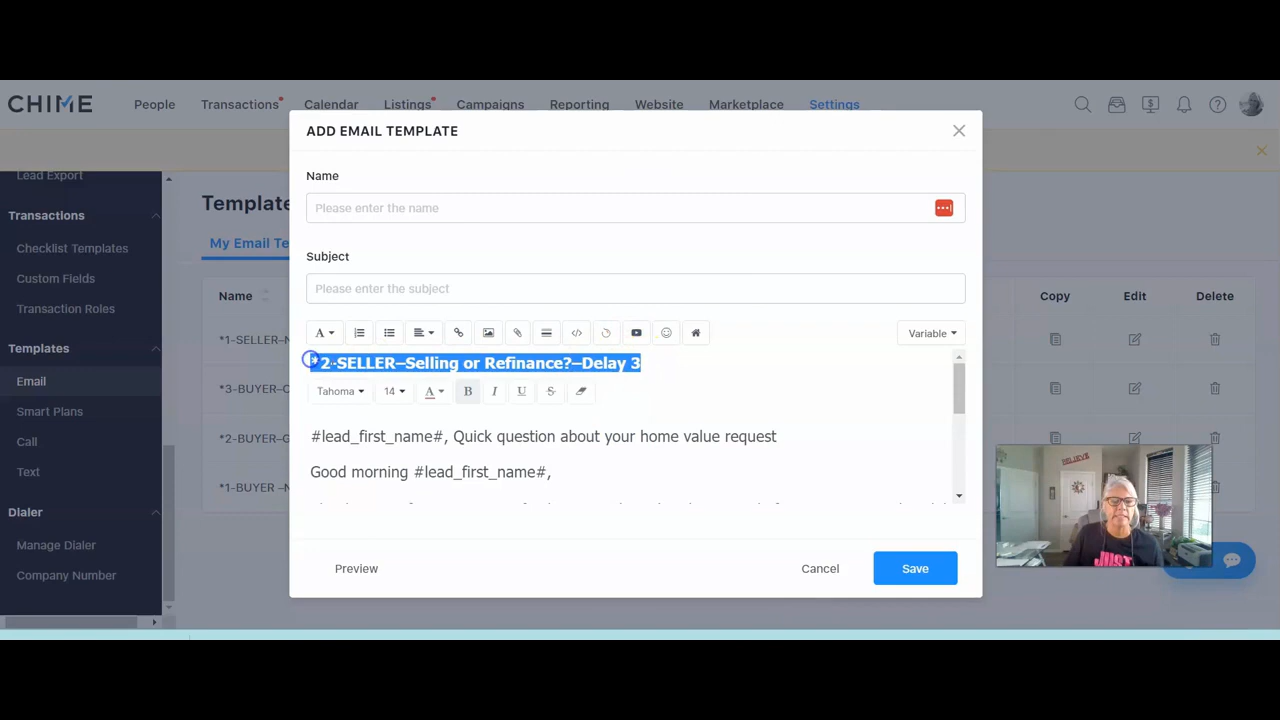 CHIME
People
Transactions
Calendar
Listings
Campaigns
Reporting
Website
Marketplace
Settings
ADD EMAIL TEMPLATE
Lead Export
Transactions
Checklist Templates
Custom Fields
Transaction Roles
Templates
Email
Smart Plans
Call
Text
Dialer
Manage Dialer
Company Number
Template
My Email Te
Name
Copy
Edit
Delete
*1-SELLER–N
*3-BUYER–C
*2-BUYER–G
*1-BUYER –N
Name
Please enter the name
Subject
Please enter the subject
A
Variable
*2-SELLER–Selling or Refinance?–Delay 3
Tahoma
14
A
B
I
U
S
#lead_first_name#, Quick question about your home value request
Good morning #lead_first_name#,
Preview
Cancel
Save
BELIEVE
JUST